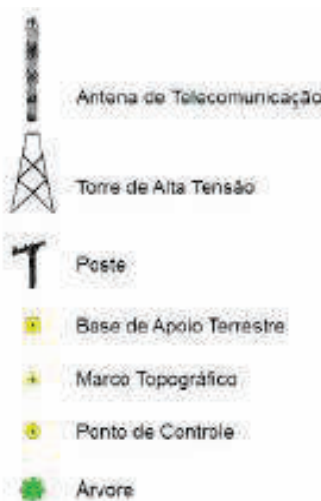 Antena de Telecomunicação
Torre de Alta Tensão
Poste
Base de Apoio Terrestre
Marco Topográfico
Ponto de Controle
Árvore